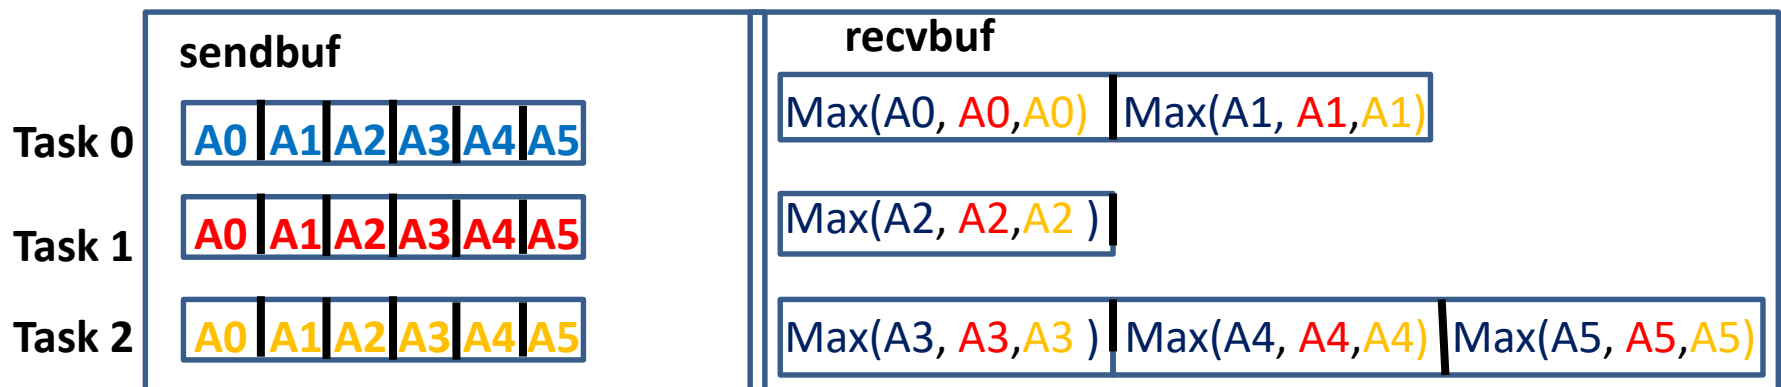 sendbuf
recvbuf
Task 0
A0 A1 A2 A3 A4 A5
Max(A0, A0,A0) Max(A1, A1,A1)
Task 1
A0 A1 A2 A3 A4 A5
Max(A2, A2,A2 )
Task 2
A0 A1 A2 A3 A4 A5
Max(A3, A3,A3 ) Max(A4, A4,A4) Max(A5, A5,A5)